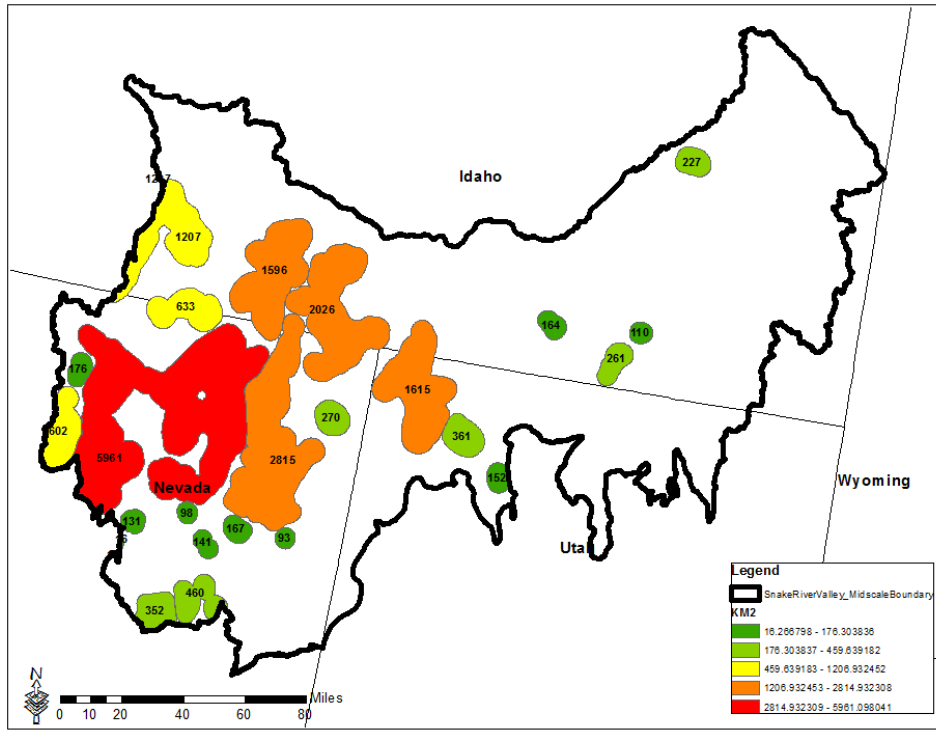 227
Idaho
1207
1596
633
2026
164
110
176
261
1615
270
602
361
5961
2815
152
Wyoming
Nevada
98
131
167
93
141
Utah
460
352
Legend
SnakeRiverValley_MidscaleBoundary
KM2
16.266798 - 176.303836
176.303837 - 459.639182
459.639183 - 1206.932452
1206.932453 - 2814.932308
2814.932309 - 5961.098041
N
Miles
0 5 10 20 40 60 80